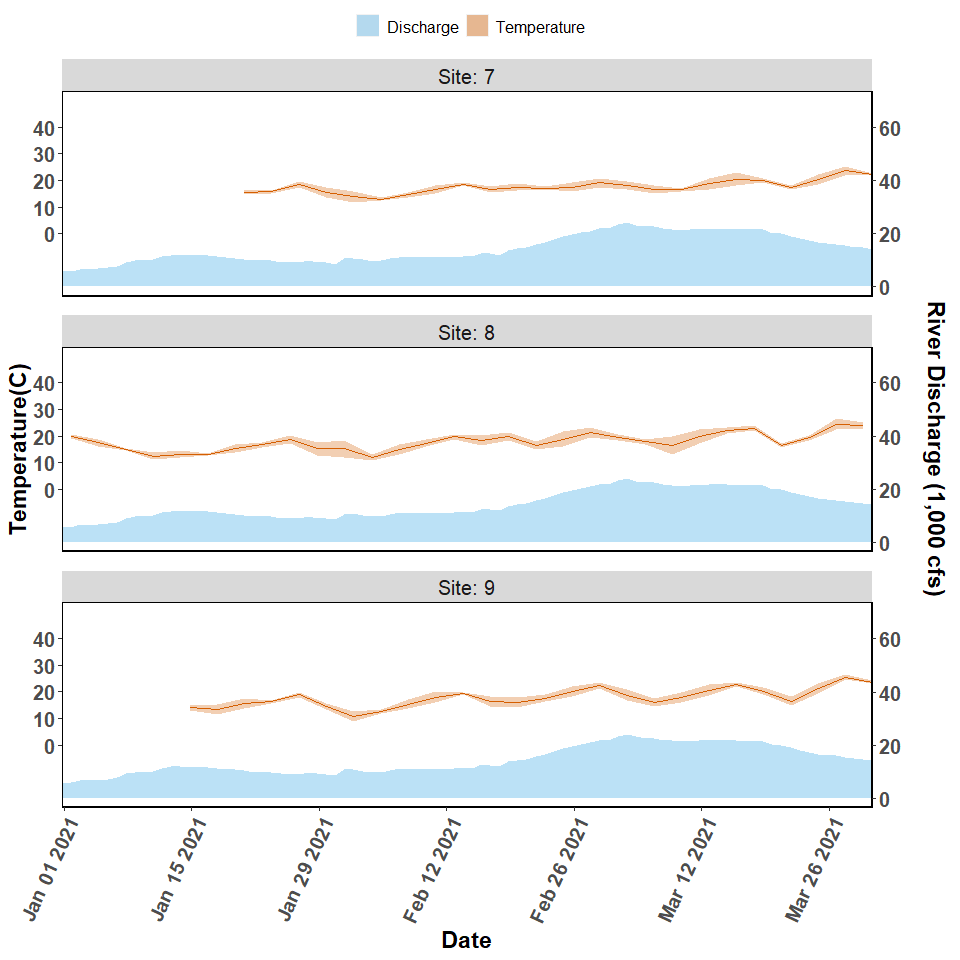 Discharge Temperature
Site: 7
40
30
20
10
0
60
40
20
0
Site: 8
40
30
20
10
0
60
40
20
0
Site: 9
40
30
20
10
0
60
40
20
0
Temperature(C)
River Discharge (1,000 cfs)
Jan 01 2021
Jan 15 2021
Jan 29 2021
Feb 12 2021
Feb 26 2021
Mar 12 2021
Mar 26 2021
Date